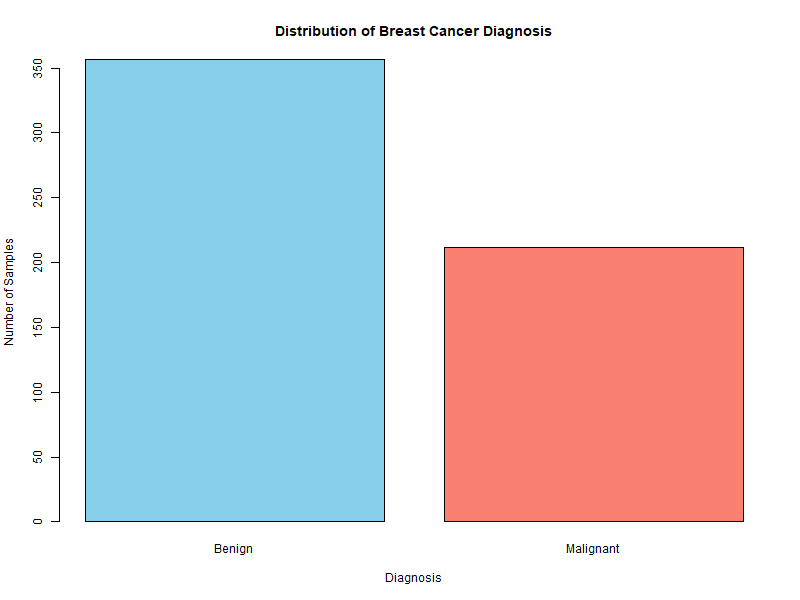 Distribution of Breast Cancer Diagnosis
Number of Samples
350
300
250
200
150
100
50
0
Benign
Malignant
Diagnosis